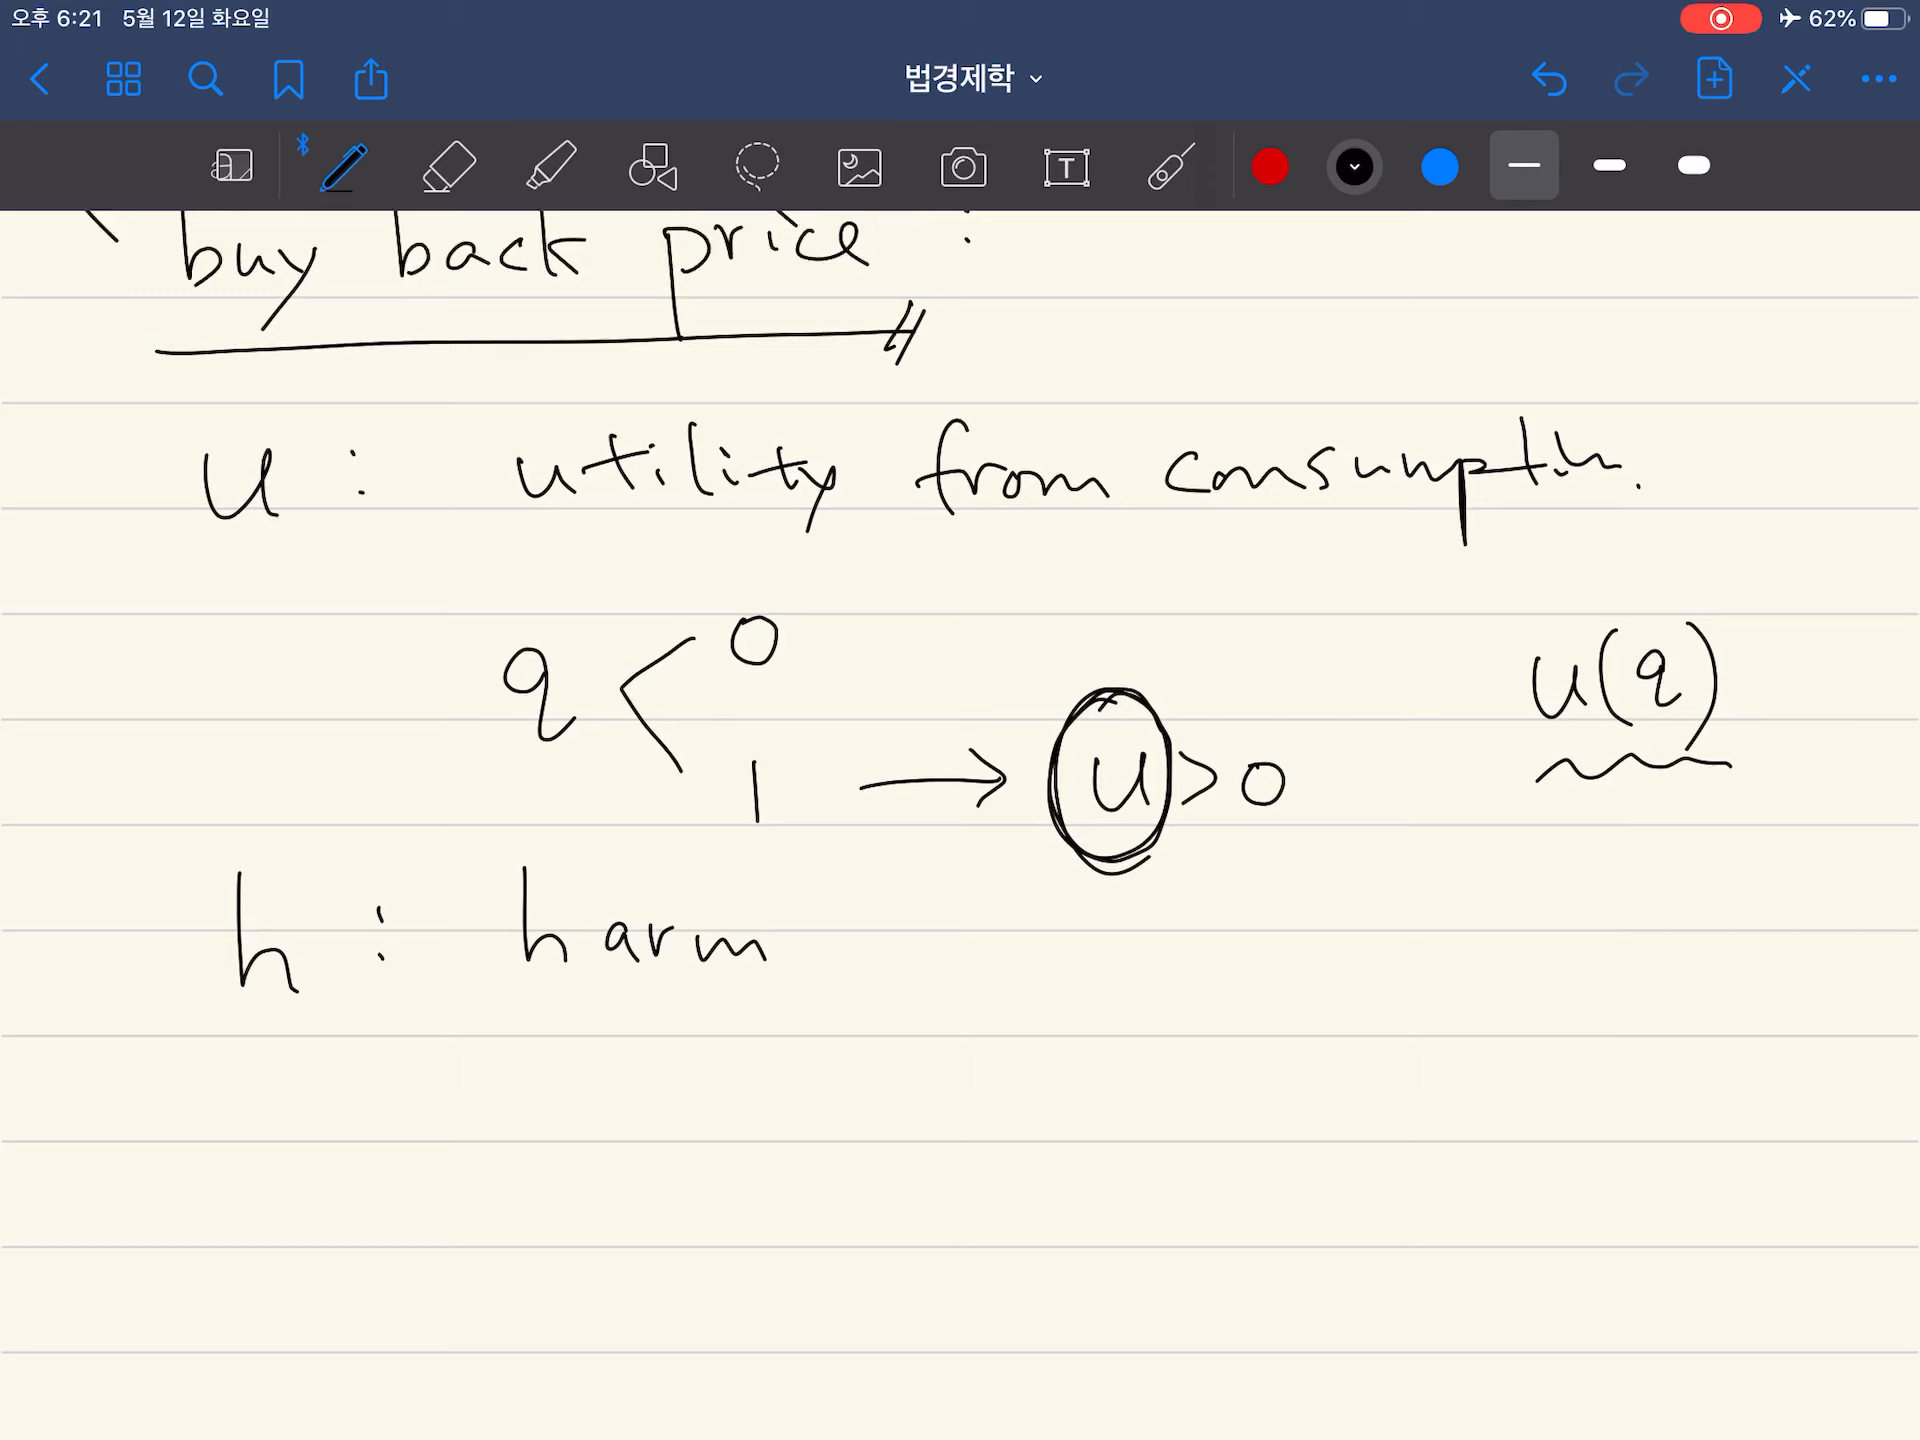 오후 6:21 5월 12일 화요일 62%
법경제학
T
buy back price :
u : utility from consumptin.
q < 0
u(q)
1 → u > 0
h : harm